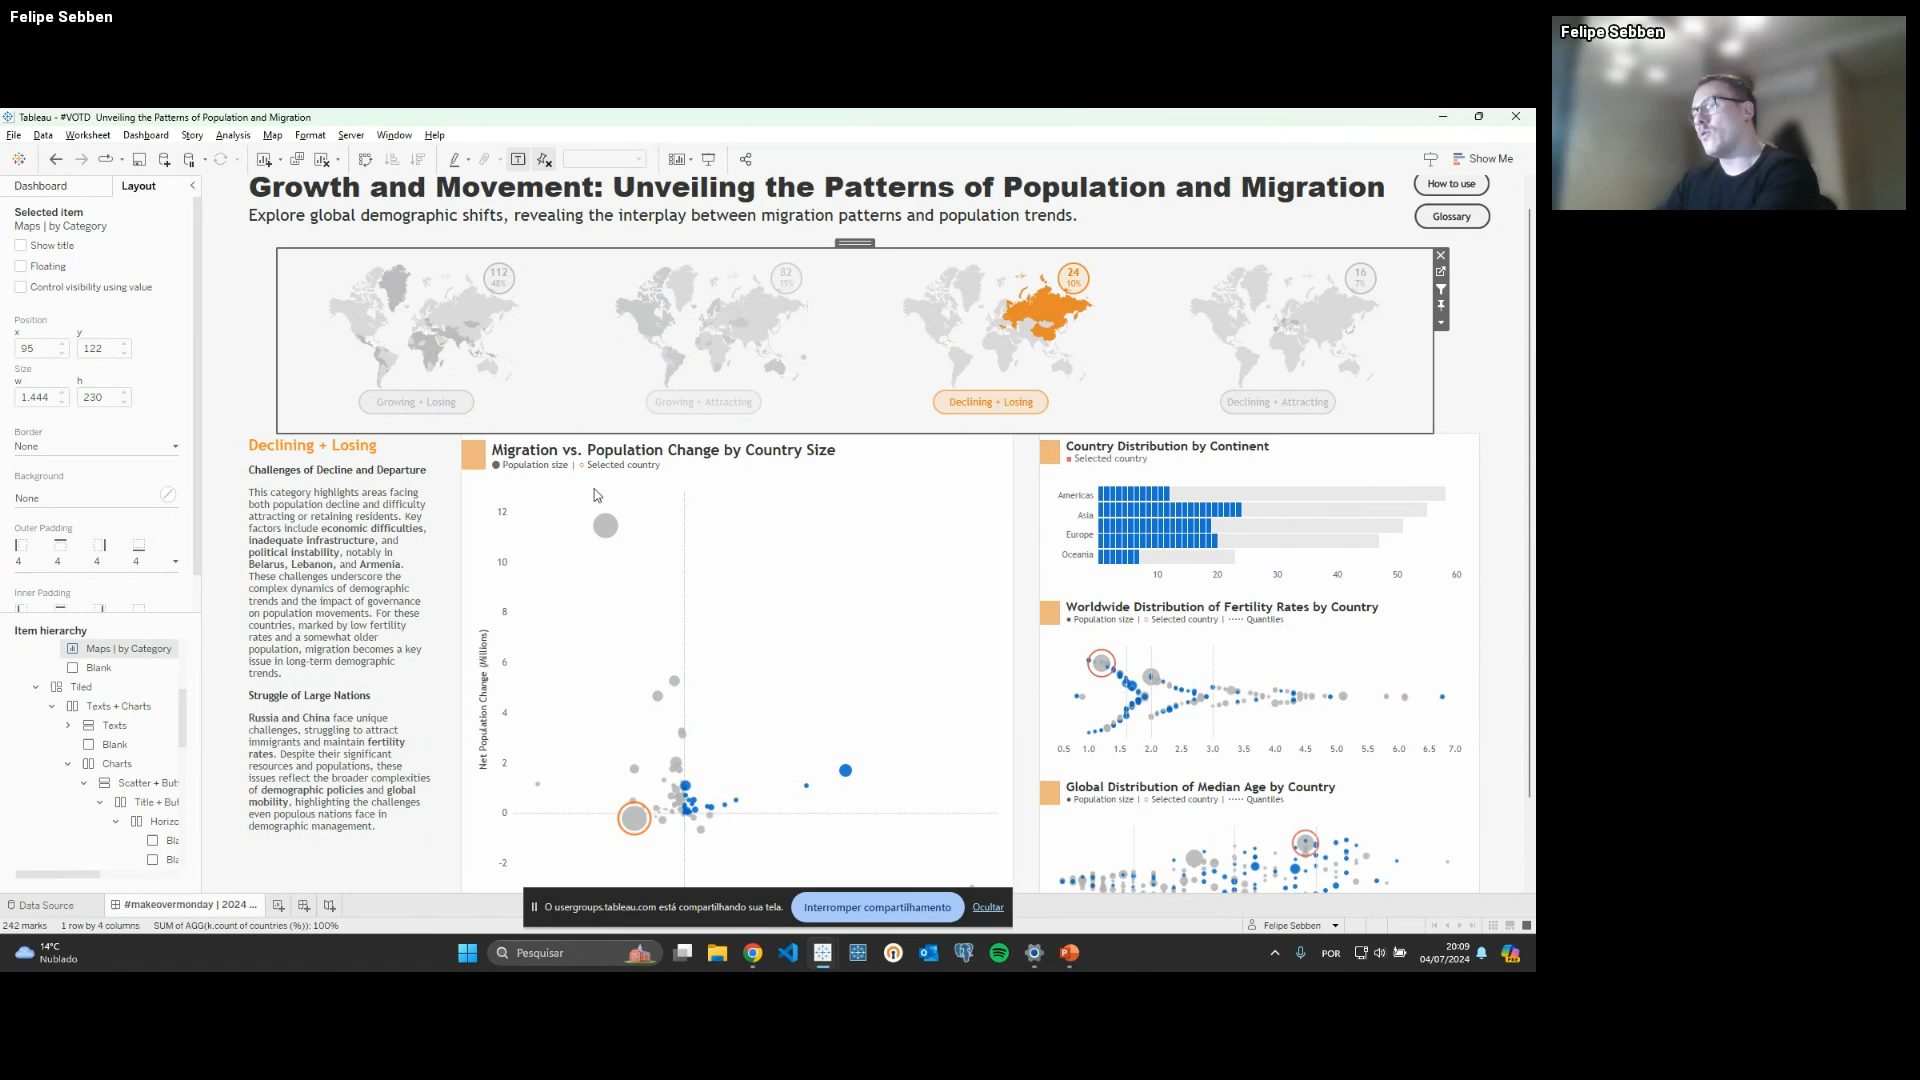 Felipe Sebben
Felipe Sebben
Tableau - #VOTD Unveiling the Patterns of Population and Migration
File Data Worksheet Dashboard Story Analysis Map Format Server Window Help
Show Me
Dashboard Layout
Selected item
Maps | by Category
Show title
Floating
Control visibility using value
Position
x y
95 122
Size
w h
1.444 230
Border
None
Background
None
Outer Padding
4 4 4 4
Inner Padding
Item hierarchy
Maps | by Category
Blank
Tiled
Texts + Charts
Texts
Blank
Charts
Scatter + But
Title + But
Horizc
Bla
Bla
Growth and Movement: Unveiling the Patterns of Population and Migration
Explore global demographic shifts, revealing the interplay between migration patterns and population trends.
How to use
Glossary
112
48%
82
35%
24
10%
16
7%
Growing + Losing
Growing + Attracting
Declining + Losing
Declining + Attracting
Declining + Losing
Challenges of Decline and Departure
This category highlights areas facing
both population decline and difficulty
attracting or retaining residents. Key
factors include economic difficulties,
inadequate infrastructure, and
political instability, notably in
Belarus, Lebanon, and Armenia.
These challenges underscore the
complex dynamics of demographic
trends and the impact of governance
on population movements. For these
countries, marked by low fertility
rates and a somewhat older
population, migration becomes a key
issue in long-term demographic
trends.
Struggle of Large Nations
Russia and China face unique
challenges, struggling to attract
immigrants and maintain fertility
rates. Despite their significant
resources and populations, these
issues reflect the broader complexities
of demographic policies and global
mobility, highlighting the challenges
even populous nations face in
demographic management.
Migration vs. Population Change by Country Size
Population size | Selected country
Net Population Change (Millions)
12
10
8
6
4
2
0
-2
Country Distribution by Continent
Selected country
Americas
Asia
Europe
Oceania
10 20 30 40 50 60
Worldwide Distribution of Fertility Rates by Country
Population size | Selected country | Quantiles
0.5 1.0 1.5 2.0 2.5 3.0 3.5 4.0 4.5 5.0 5.5 6.0 6.5 7.0
Global Distribution of Median Age by Country
Population size | Selected country | Quantiles
O usergroups.tableau.com está compartilhando sua tela. Interromper compartilhamento Ocultar
Data Source #makeovermonday | 2024 ...
242 marks 1 row by 4 columns SUM of AGG(k.count of countries (%)): 100%
Felipe Sebben
14°C
Nublado
Pesquisar
POR
20:09
04/07/2024